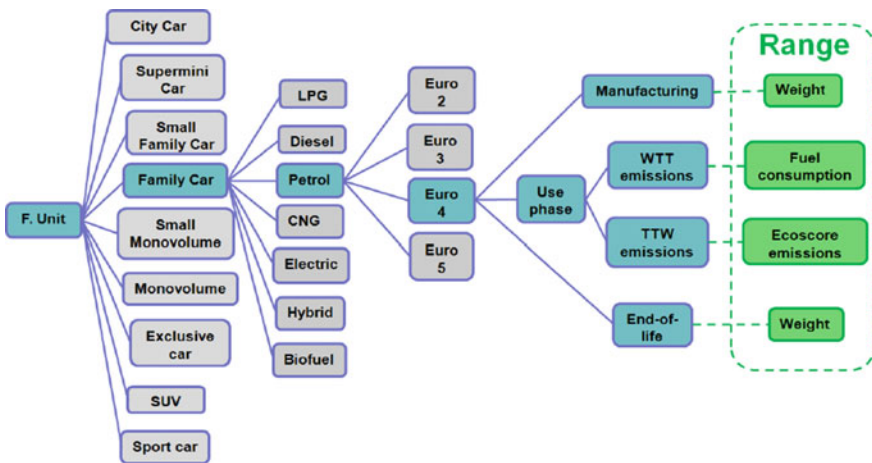 F. Unit
City Car
Supermini
Car
Small
Family Car
Family Car
Small
Monovolume
Monovolume
Exclusive
car
SUV
Sport car
LPG
Diesel
Petrol
CNG
Electric
Hybrid
Biofuel
Euro
2
Euro
3
Euro
4
Euro
5
Manufacturing
Use
phase
WTT
emissions
TTW
emissions
End-of-
life
Range
Weight
Fuel
consumption
Ecoscore
emissions
Weight